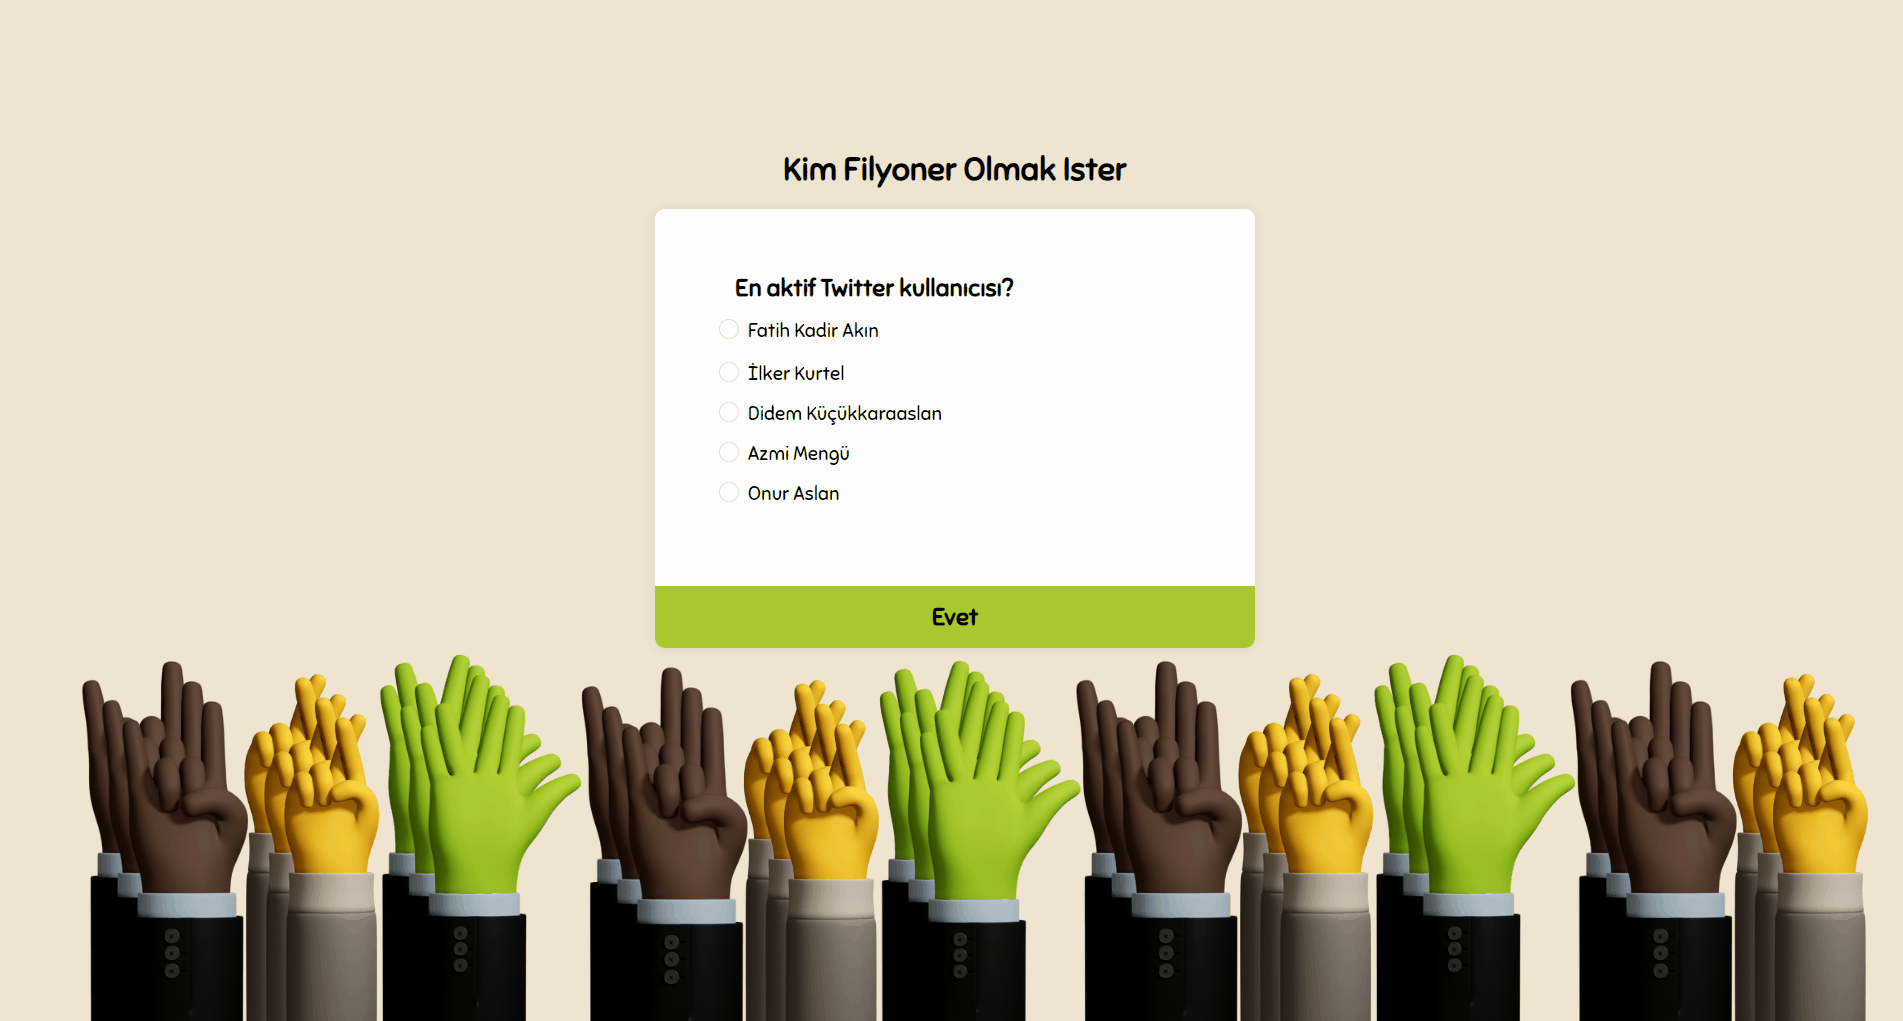 Kim Filyoner Olmak Ister
En aktif Twitter kullanıcısı?
Fatih Kadir Akın
İlker Kurtel
Didem Küçükkaraaslan
Azmi Mengü
Onur Aslan
Evet